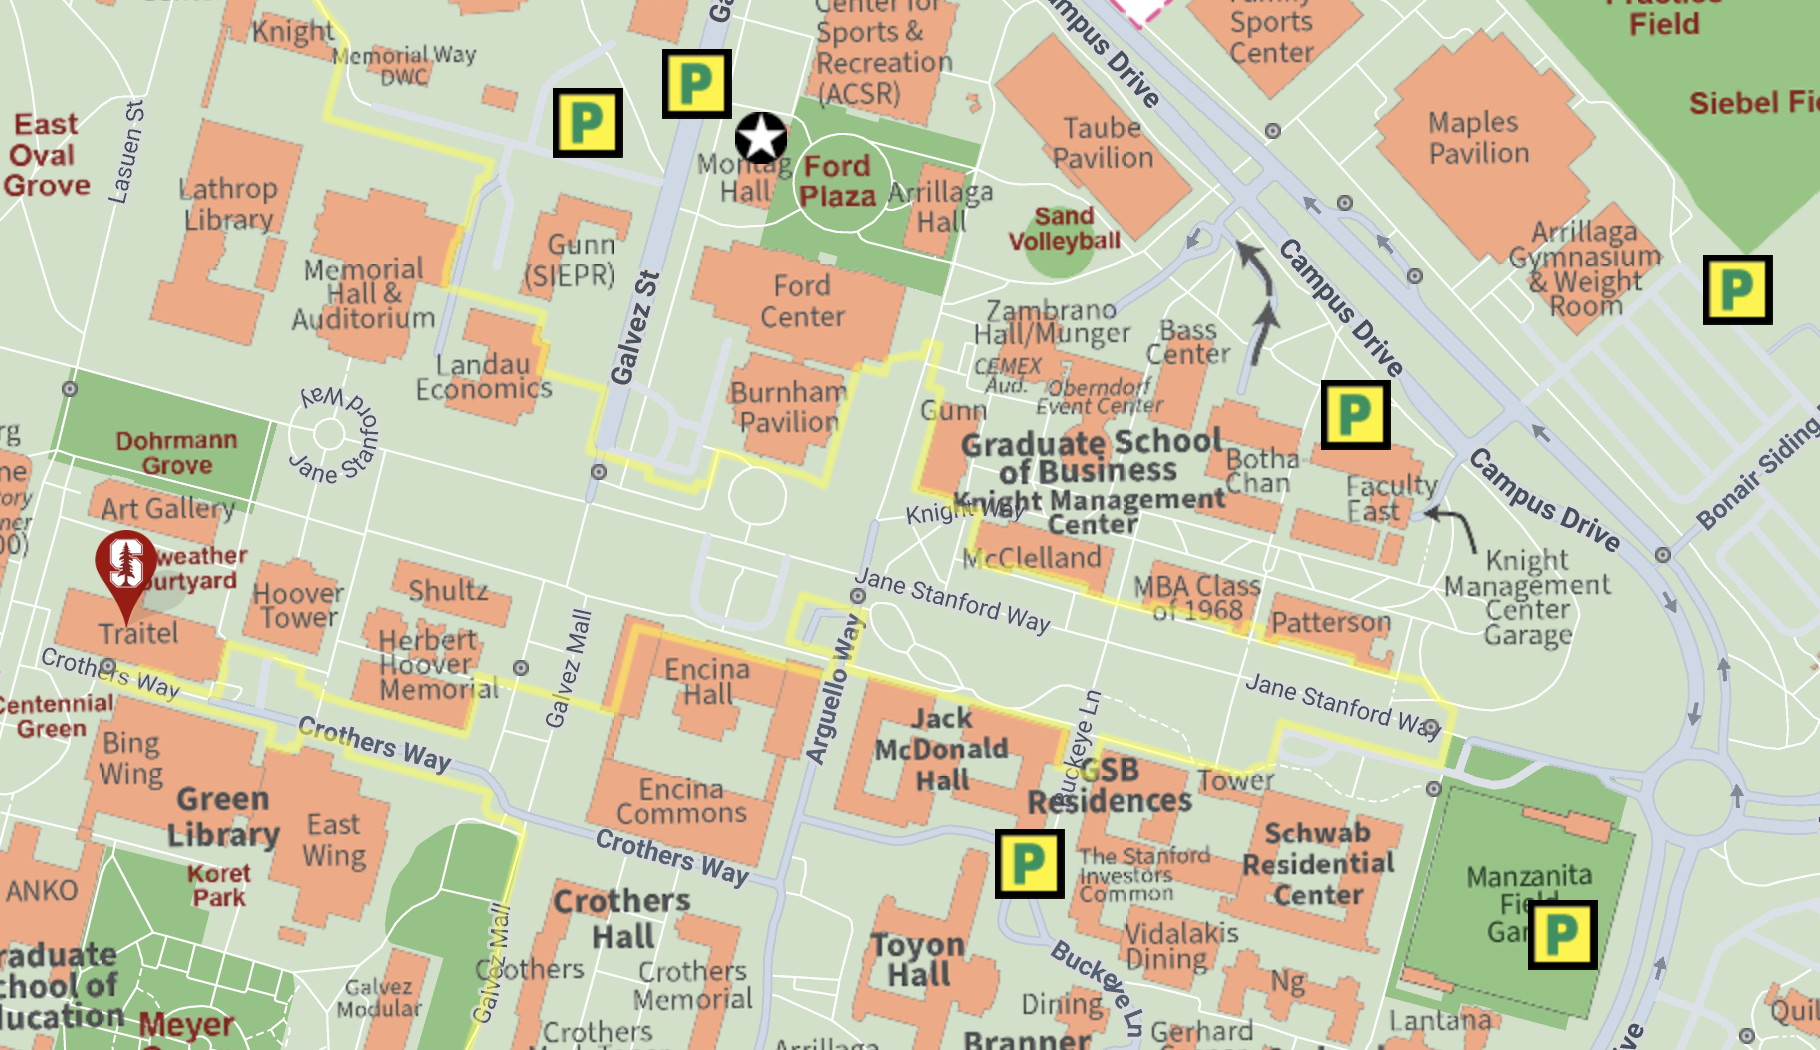 Knight
Memorial Way
DWC
Center for
Sports &
Recreation
(ACSR)
Campus Drive
Family
Sports
Center
Practice
Field
Siebel
P
P
East
Oval
Grove
Lasuen St
Lathrop
Library
Montag
Hall
Ford
Plaza
Arrillaga
Hall
Taube
Pavilion
Maples
Pavilion
Sand
Volleyball
Arrillaga
Gymnasium
& Weight
Room
P
Memorial
Hall &
Auditorium
Gunn
(SIEPR)
Galvez St
Ford
Center
Campus Drive
Zambrano
Hall/Munger
CEMEX
Aud.
Bass
Center
Oberndorf
Event Center
Landau
Economics
Burnham
Pavilion
Gunn
P
Jane Stanford Way
Dohrmann
Grove
Graduate School
of Business
Knight Management
Center
Knight Way
Botha
Chan
Faculty
East
Campus Drive
Bonair Siding
Art Gallery
McClelland
Knight
Management
Center
Garage
S
Hoover
Tower
Shultz
Jane Stanford Way
MBA Class
of 1968
Patterson
Traitel
Herbert
Hoover
Memorial
Galvez Mall
Encina
Hall
Arguello Way
Crothers Way
Centennial
Green
Crothers Way
Jack
McDonald
Hall
Buckeye Ln
Jane Stanford Way
Bing
Wing
GSB
Residences
Tower
Green
Library
East
Wing
Encina
Commons
Crothers Way
P
The Stanford
Investors
Common
Schwab
Residential
Center
Manzanita
Field
P
ANKO
Koret
Park
Crothers
Hall
Toyon
Hall
Vidalakis
Dining
Graduate
School of
Education
Galvez Mall
Galvez
Modular
Crothers
Crothers
Memorial
Buckeye Ln
Ng
Dining
Meyer
Crothers
Arrillaga
Branner
Gerhard
Lantana